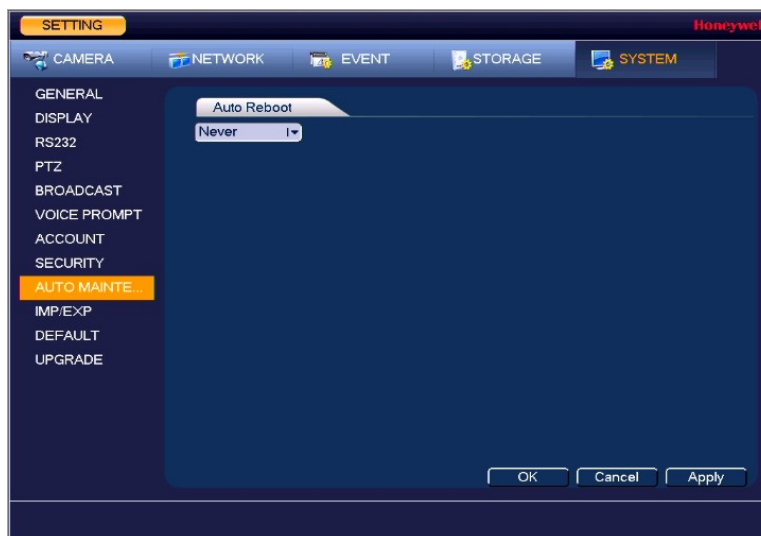 SETTING
Honeywel
CAMERA NETWORK EVENT STORAGE SYSTEM
GENERAL
DISPLAY
RS232
PTZ
BROADCAST
VOICE PROMPT
ACCOUNT
SECURITY
AUTO MAINTE...
IMP/EXP
DEFAULT
UPGRADE
Auto Reboot
Never
OK Cancel Apply